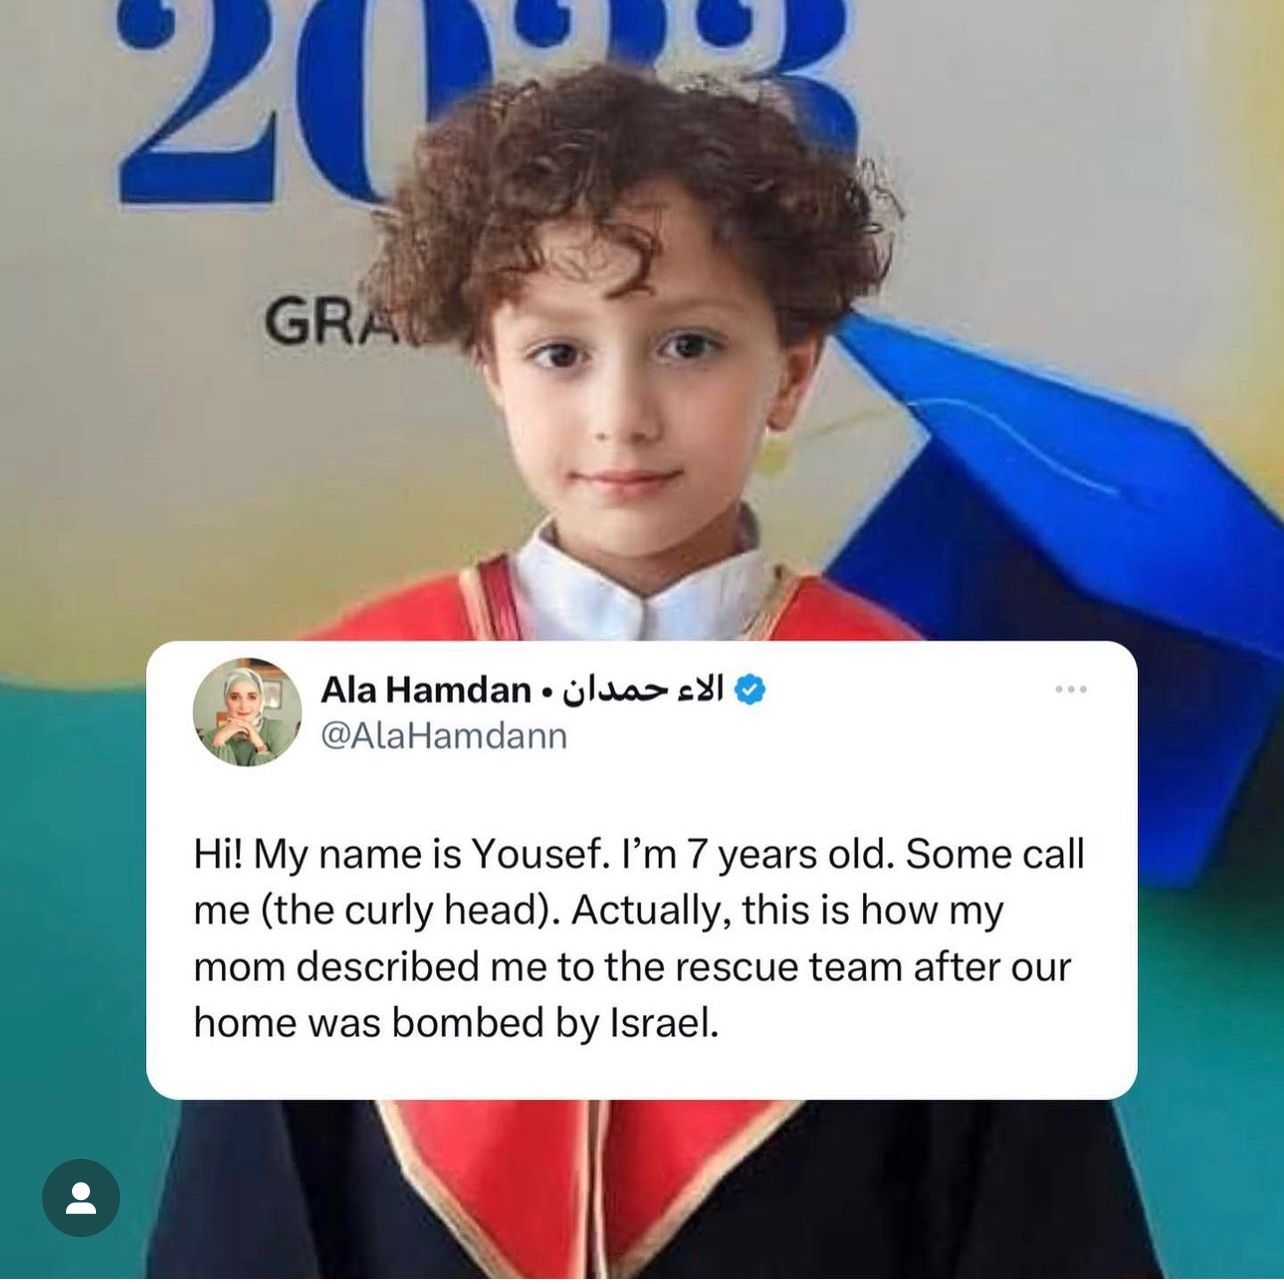 2023
GRA
Ala Hamdan • الاء حمدان
@AlaHamdann
Hi! My name is Yousef. I'm 7 years old. Some call
me (the curly head). Actually, this is how my
mom described me to the rescue team after our
home was bombed by Israel.